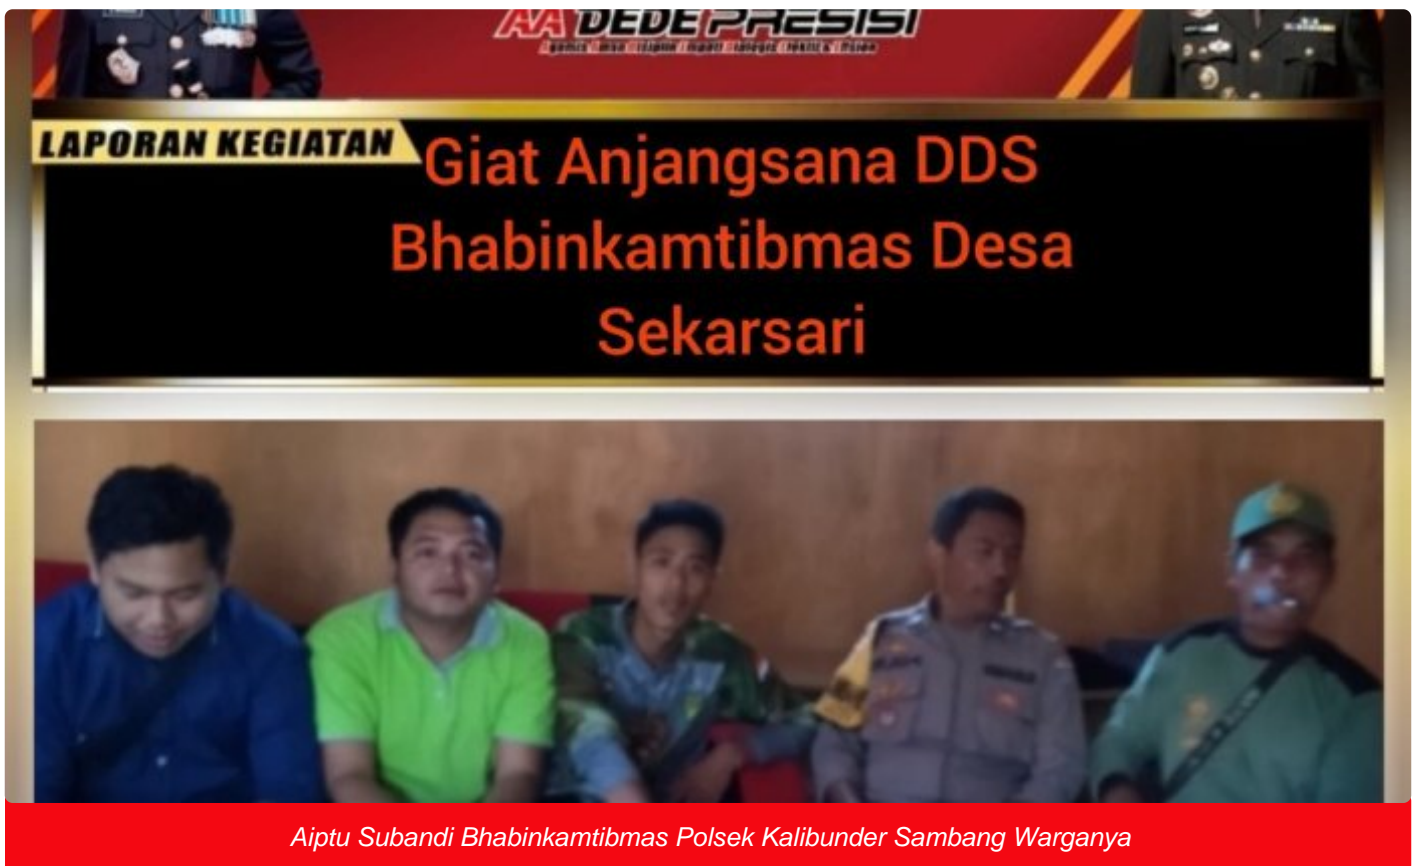 AA DEDE PRESISI
LAPORAN KEGIATAN
Giat Anjangsana DDS
Bhabinkamtibmas Desa
Sekarsari
Aiptu Subandi Bhabinkamtibmas Polsek Kalibunder Sambang Warganya